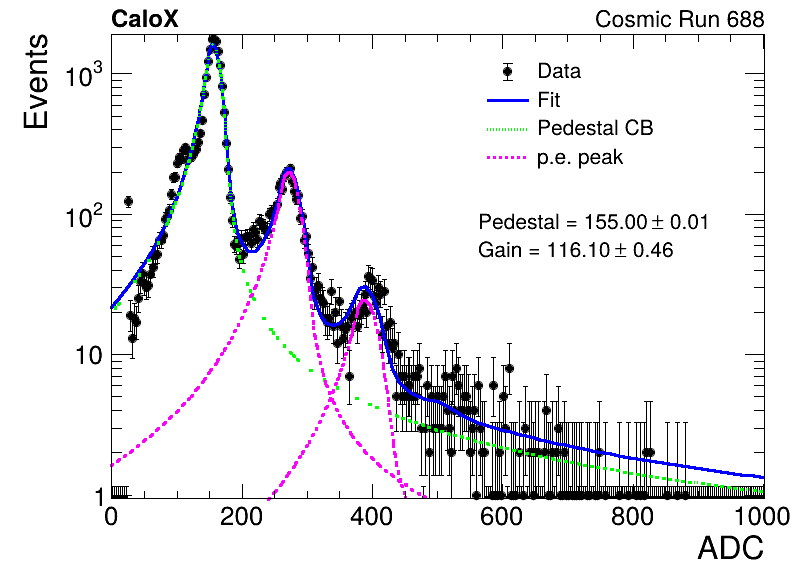 CaloX
Cosmic Run 688
Events
Data
Fit
Pedestal CB
p.e. peak
Pedestal = 155.00 ± 0.01
Gain = 116.10 ± 0.46
10³
10²
10
1
0 200 400 600 800 1000
ADC